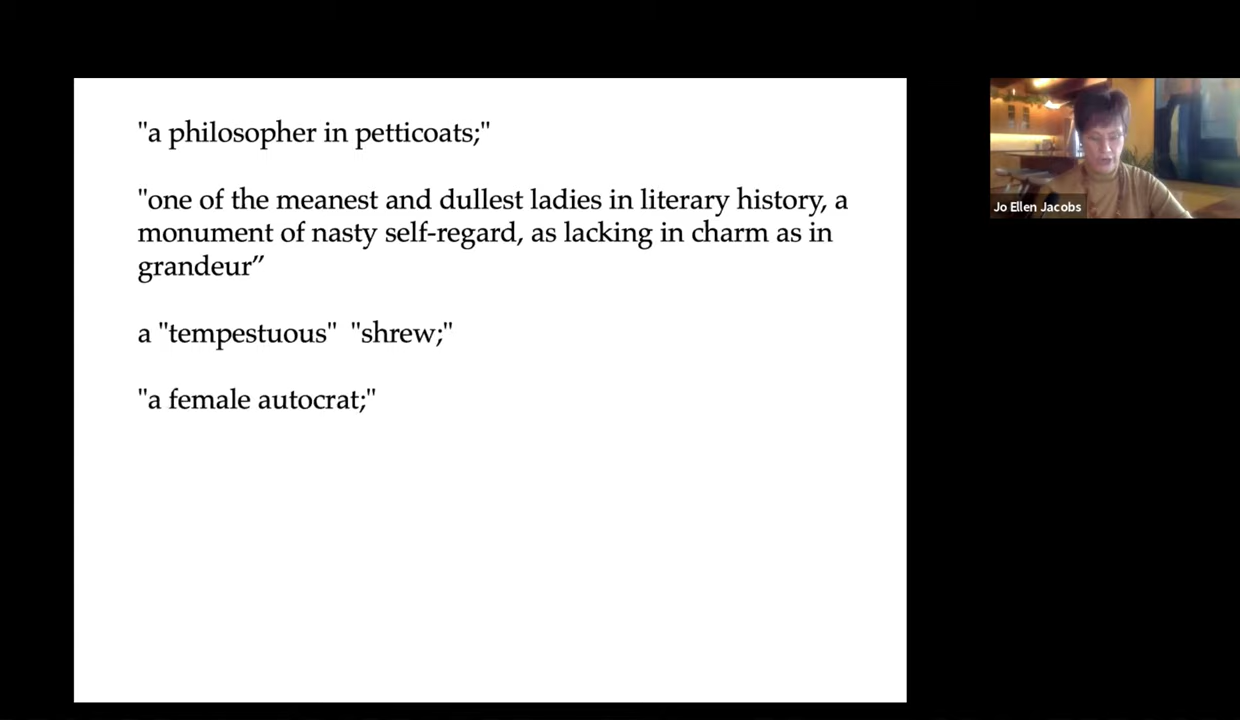 "a philosopher in petticoats;"
"one of the meanest and dullest ladies in literary history, a
monument of nasty self-regard, as lacking in charm as in
grandeur”
a "tempestuous"  "shrew;"
"a female autocrat;"
Jo Ellen Jacobs